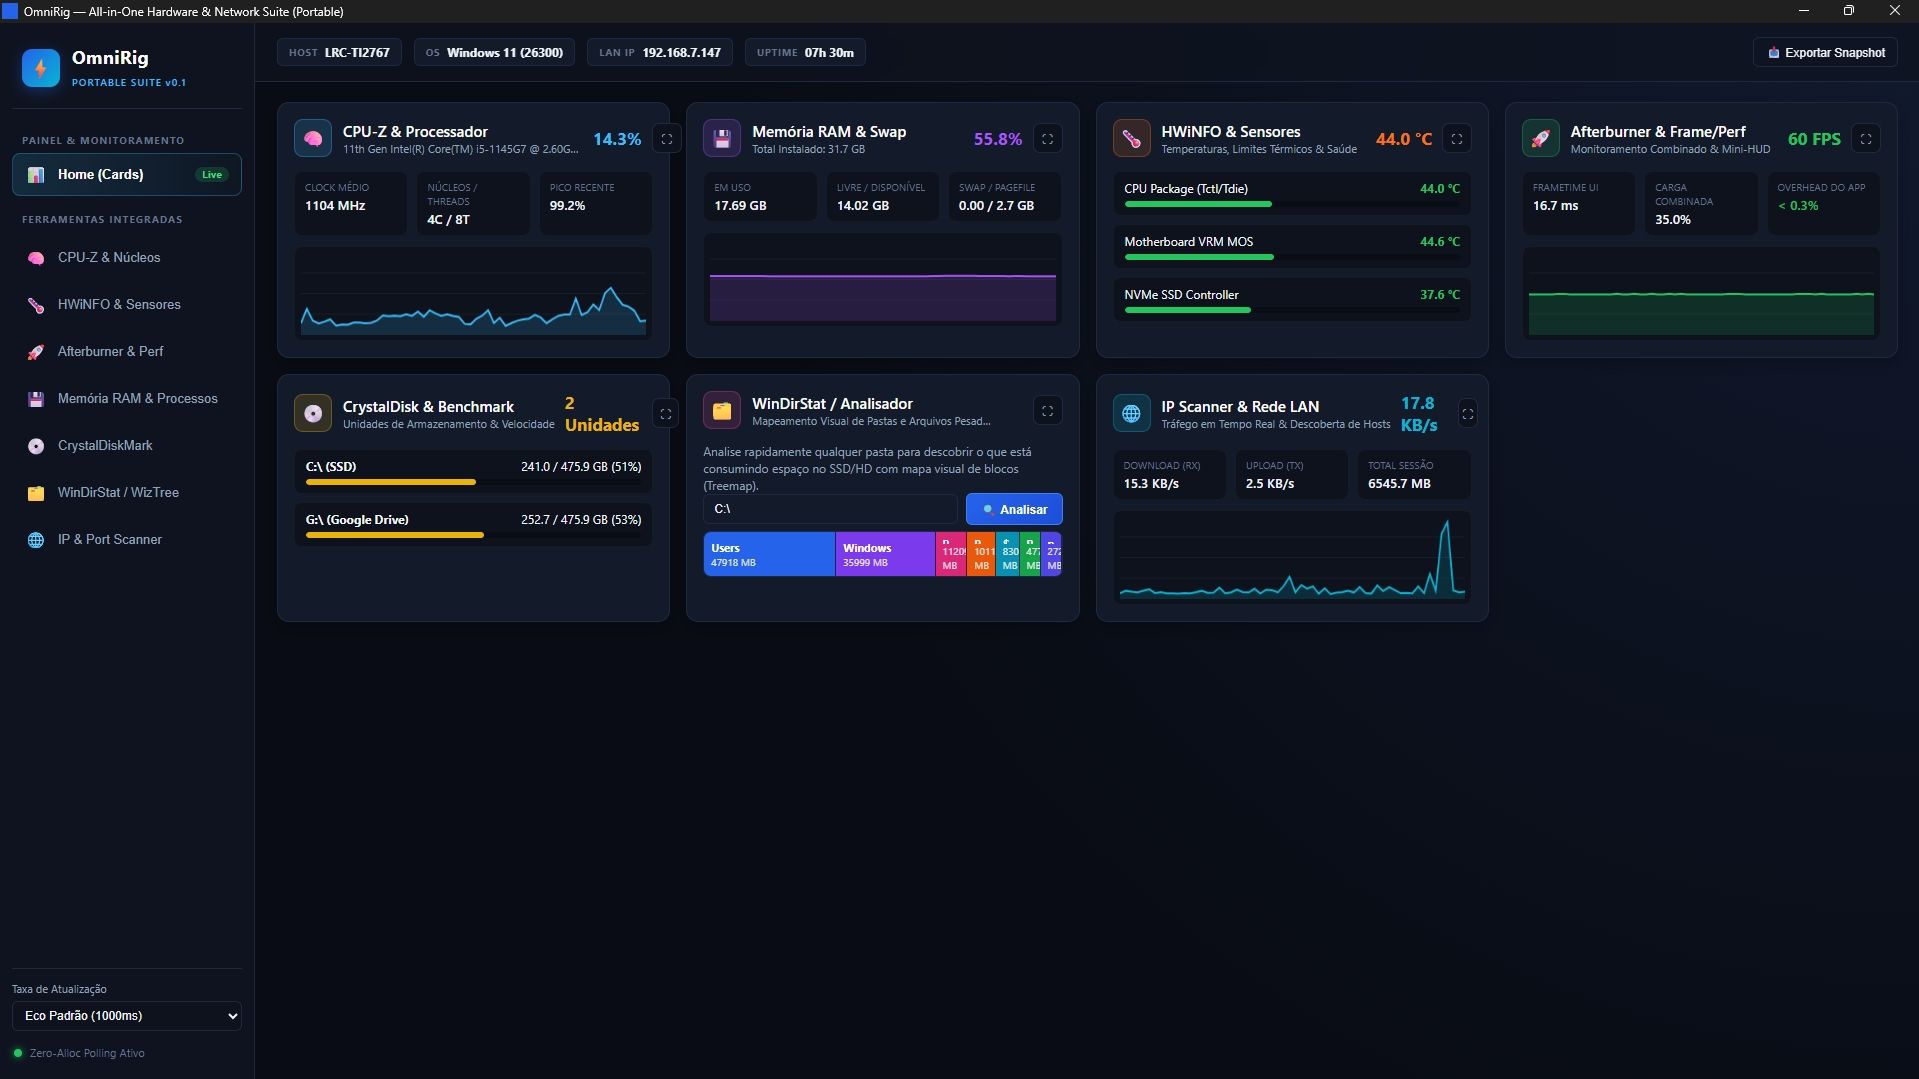 OmniRig — All-in-One Hardware & Network Suite (Portable)
OmniRig
PORTABLE SUITE v0.1
HOST LRC-TI2767
OS Windows 11 (26300)
LAN IP 192.168.7.147
UPTIME 07h 30m
Exportar Snapshot
PAINEL & MONITORAMENTO
Home (Cards)
Live
FERRAMENTAS INTEGRADAS
CPU-Z & Núcleos
HWiNFO & Sensores
Afterburner & Perf
Memória RAM & Processos
CrystalDiskMark
WinDirStat / WizTree
IP & Port Scanner
Taxa de Atualização
Eco Padrão (1000ms)
Zero-Alloc Polling Ativo
CPU-Z & Processador
11th Gen Intel(R) Core(TM) i5-1145G7 @ 2.60G...
14.3%
CLOCK MÉDIO
1104 MHz
NÚCLEOS /
THREADS
4C / 8T
PICO RECENTE
99.2%
Memória RAM & Swap
Total Instalado: 31.7 GB
55.8%
EM USO
17.69 GB
LIVRE / DISPONÍVEL
14.02 GB
SWAP / PAGEFILE
0.00 / 2.7 GB
HWiNFO & Sensores
Temperaturas, Limites Térmicos & Saúde
44.0 °C
CPU Package (Tctl/Tdie)
44.0 °C
Motherboard VRM MOS
44.6 °C
NVMe SSD Controller
37.6 °C
Afterburner & Frame/Perf
Monitoramento Combinado & Mini-HUD
60 FPS
FRAMETIME UI
16.7 ms
CARGA
COMBINADA
35.0%
OVERHEAD DO APP
< 0.3%
CrystalDisk & Benchmark
Unidades de Armazenamento & Velocidade
2
Unidades
C:\ (SSD)
241.0 / 475.9 GB (51%)
G:\ (Google Drive)
252.7 / 475.9 GB (53%)
WinDirStat / Analisador
Mapeamento Visual de Pastas e Arquivos Pesad...
Analise rapidamente qualquer pasta para descobrir o que está
consumindo espaço no SSD/HD com mapa visual de blocos
(Treemap).
C:\
Analisar
Users
47918 MB
Windows
35999 MB
MB
1011
MB
830
MB
MB
MB
IP Scanner & Rede LAN
Tráfego em Tempo Real & Descoberta de Hosts
17.8
KB/s
DOWNLOAD (RX)
15.3 KB/s
UPLOAD (TX)
2.5 KB/s
TOTAL SESSÃO
6545.7 MB